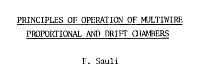 PRINCIPLES OF OPERATION OF MULTIWIRE
PROPORTIONAL AND DRIFT CHAMBERS
F. Sauli